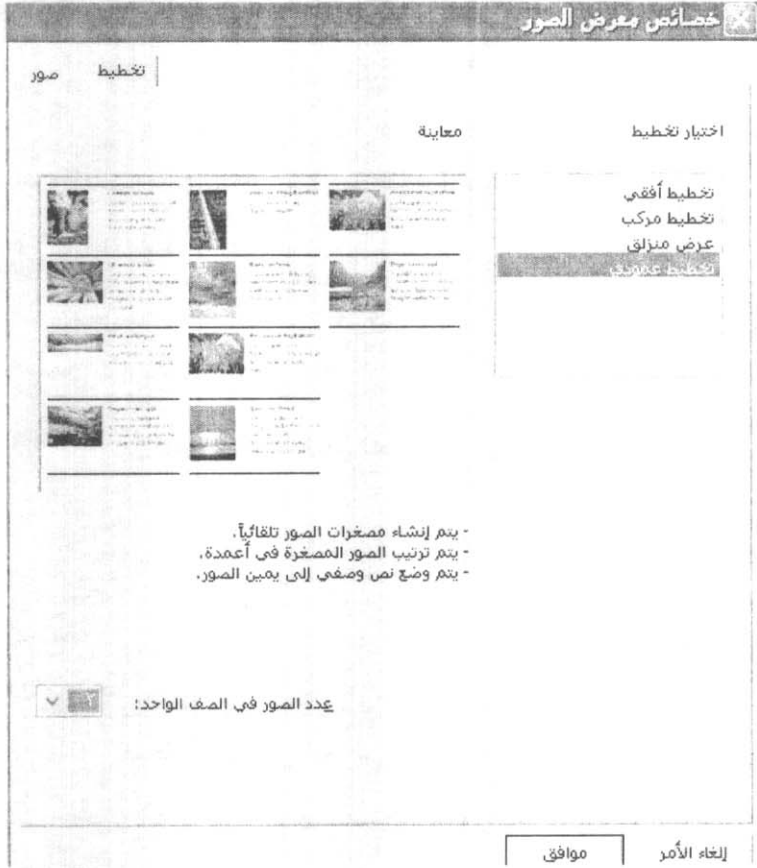 خصائص معرض الصور
تخطيط
صور
اختيار تخطيط
معاينة
تخطيط أفقي
تخطيط مركب
عرض منزلق
تخطيط عمودي
- يتم إنشاء مصغرات الصور تلقائياً.
- يتم ترتيب الصور المصغرة في أعمدة.
- يتم وضع نص وصفي إلى يمين الصور.
عدد الصور في الصف الواحد:
إلغاء الأمر
موافق